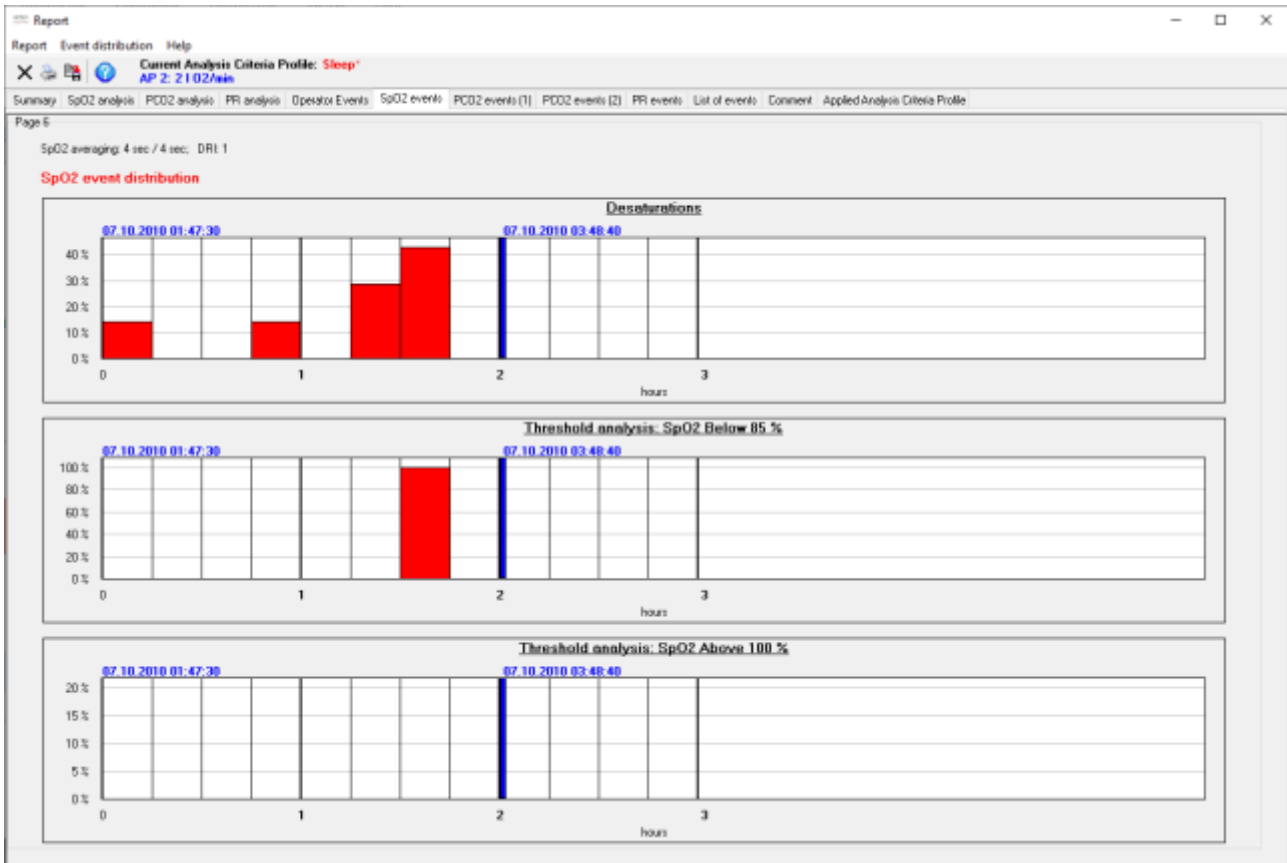 Report
Report Event distribution Help
Current Analysis Criteria Profile: Sleep*
AP 2: 2 l O2/min
Summary SpO2 analysis PCO2 analysis PR analysis Operator Events SpO2 events PCO2 events (1) PCO2 events (2) PR events List of events Comment Applied Analysis Criteria Profile
Page 6
SpO2 averaging: 4 sec / 4 sec; DRI: 1
SpO2 event distribution
Desaturations
07.10.2010 01:47:30 07.10.2010 03:48:40
40 %
30 %
20 %
10 %
0 %
0 1 2 3
hours
Threshold analysis: SpO2 Below 85 %
07.10.2010 01:47:30 07.10.2010 03:48:40
100 %
80 %
60 %
40 %
20 %
0 %
0 1 2 3
hours
Threshold analysis: SpO2 Above 100 %
07.10.2010 01:47:30 07.10.2010 03:48:40
20 %
15 %
10 %
5 %
0 %
0 1 2 3
hours